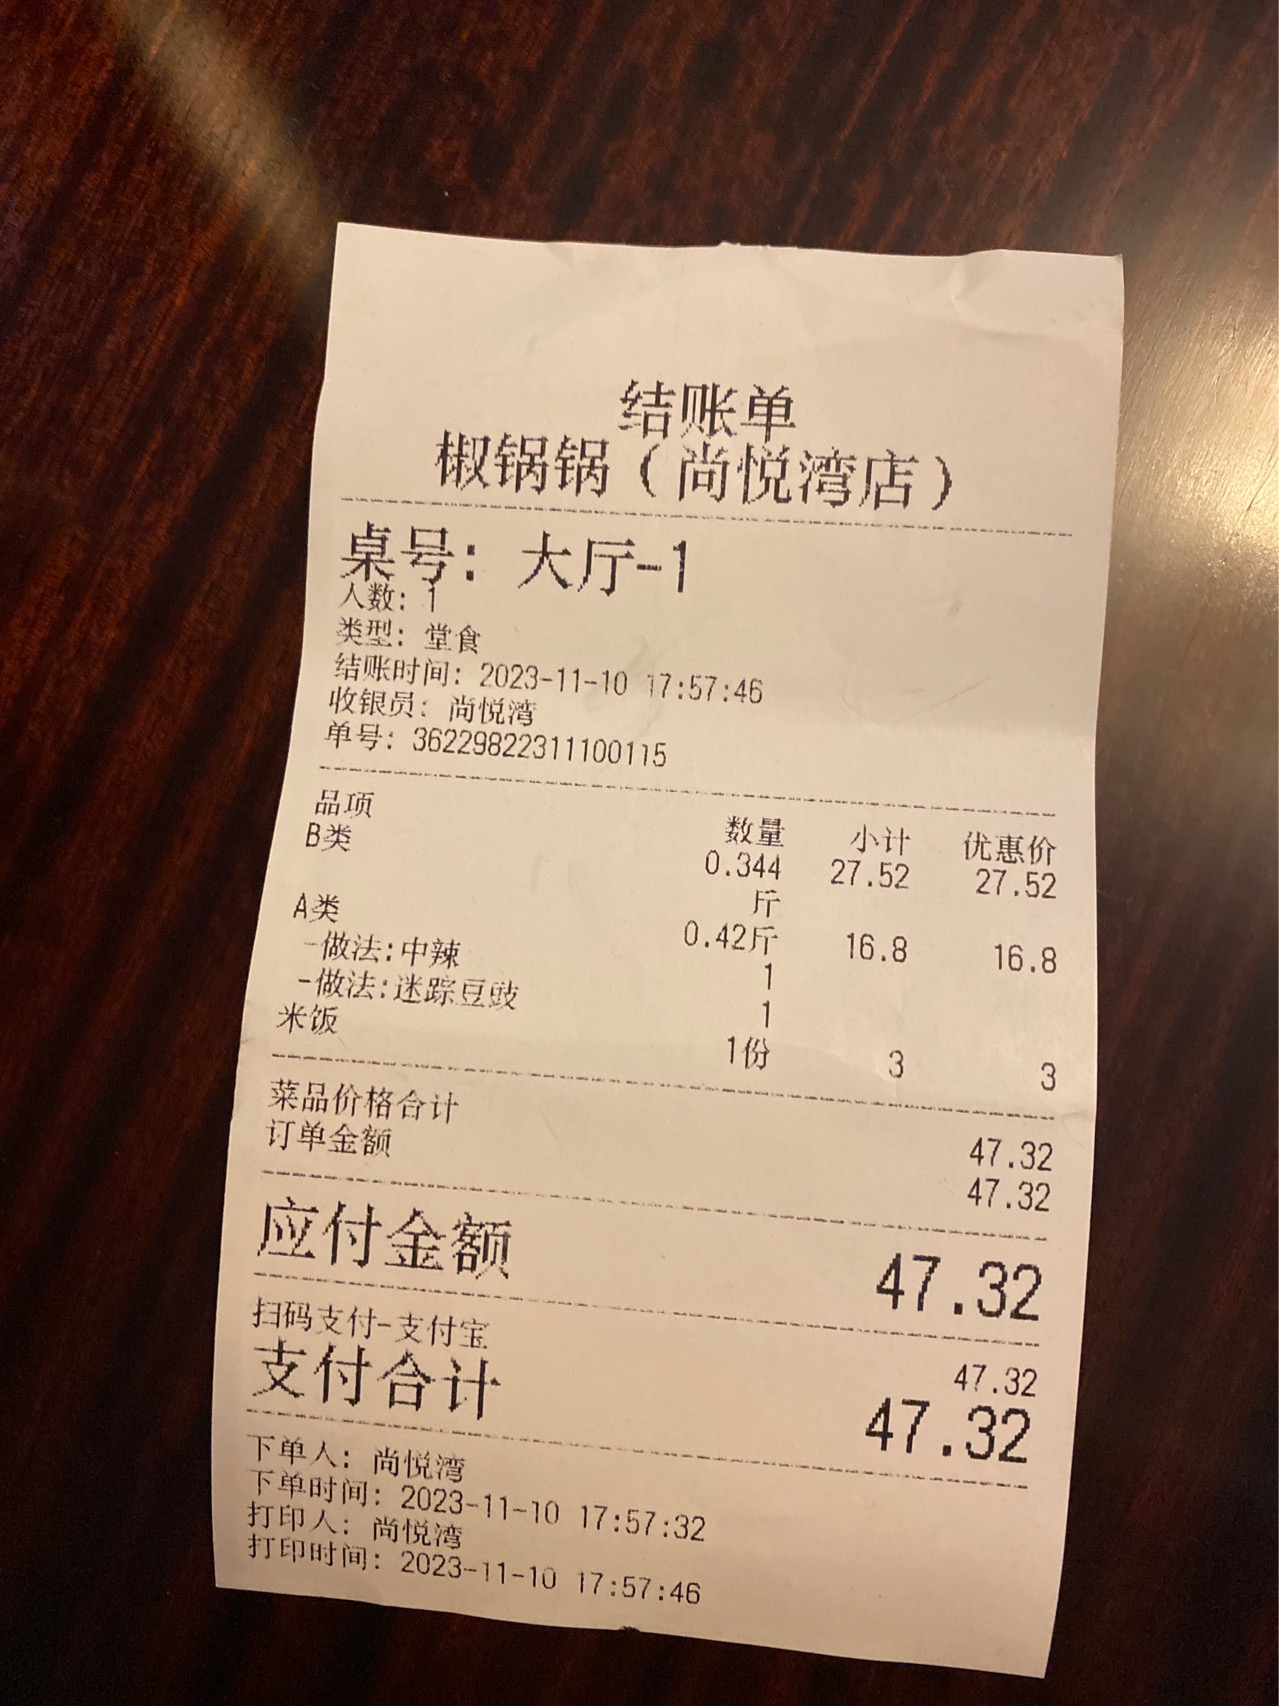 结账单
椒锅锅（尚悦湾店）
桌号：大厅-1
人数：1
类型：堂食
结账时间：2023-11-10 17:57:46
收银员：尚悦湾
单号：36229822311100115
品项 数量 小计 优惠价
B类 0.344斤 27.52 27.52
A类 0.42斤 16.8 16.8
-做法:中辣 1
-做法:迷踪豆豉 1
米饭 1份 3 3
菜品价格合计 47.32
订单金额 47.32
应付金额 47.32
扫码支付-支付宝 47.32
支付合计 47.32
下单人：尚悦湾
下单时间：2023-11-10 17:57:32
打印人：尚悦湾
打印时间：2023-11-10 17:57:46